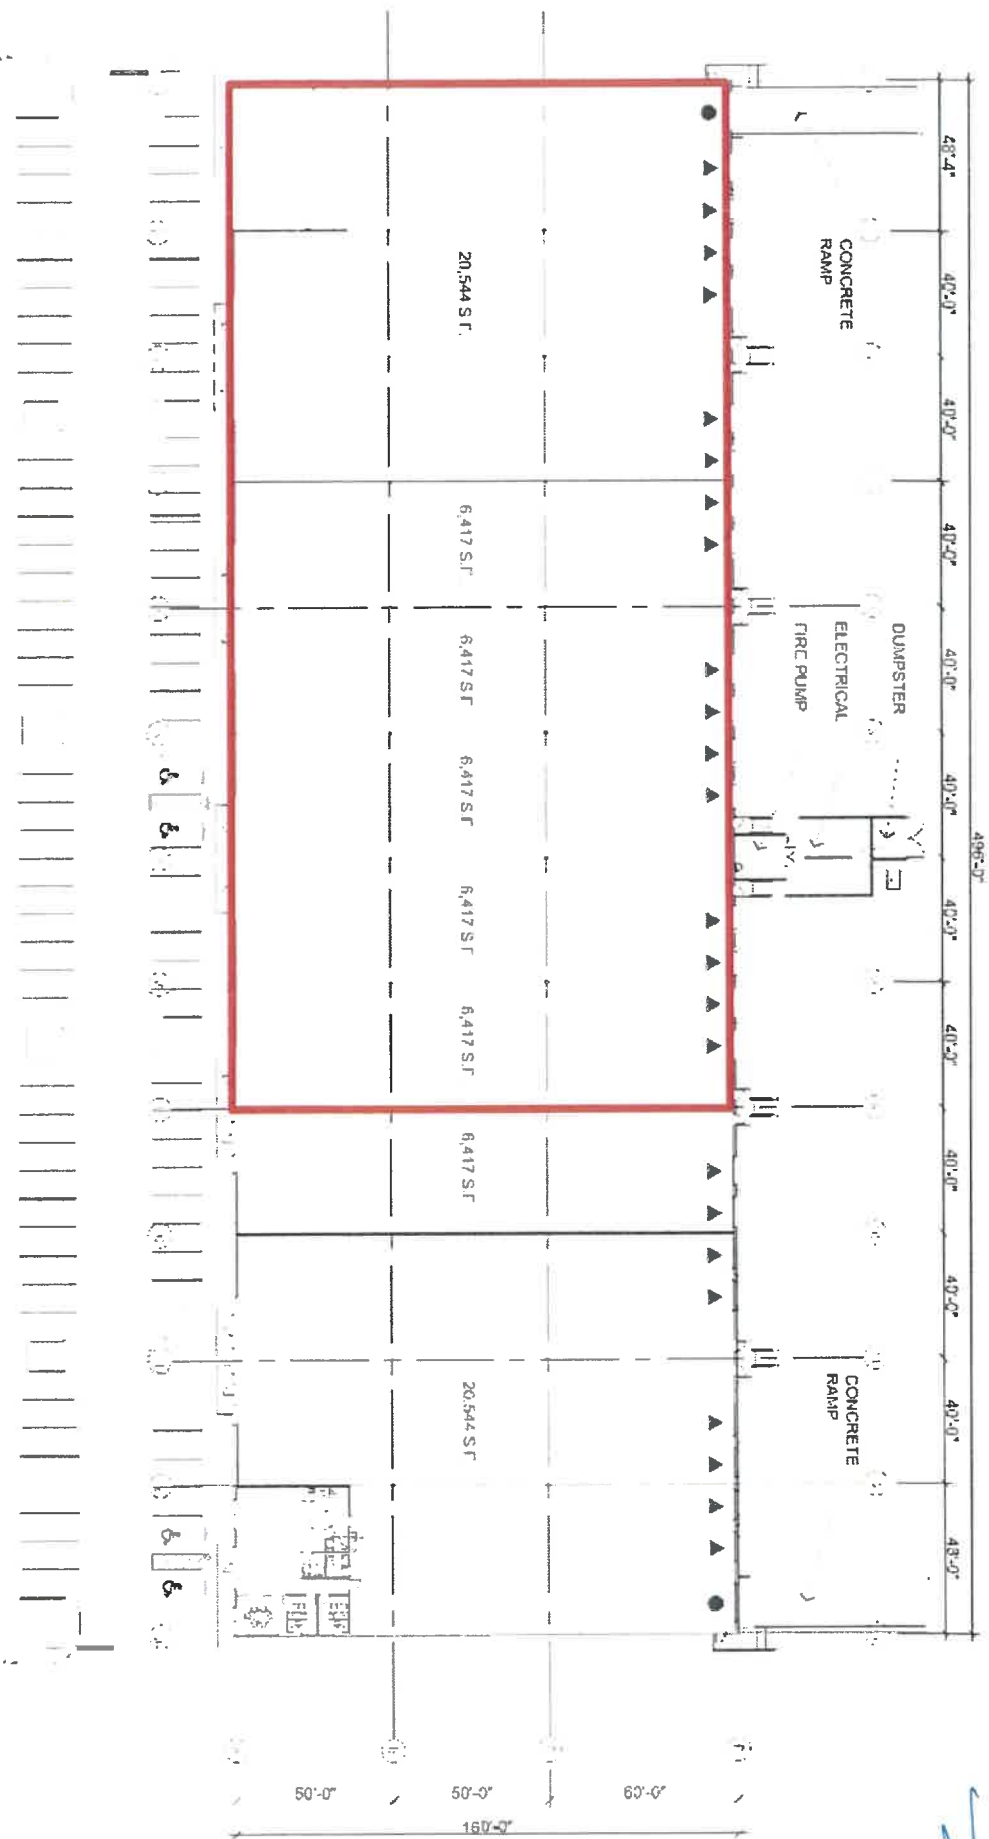 496'-0"
48'-4"
40'-0"
40'-0"
40'-0"
40'-0"
40'-0"
40'-0"
40'-0"
40'-0"
40'-0"
40'-0"
48'-0"
CONCRETE
RAMP
DUMPSTER
ELECTRICAL
FIRE PUMP
CONCRETE
RAMP
20,544 S.F.
6,417 S.F
6,417 S.F
6,417 S.F
6,417 S.F
6,417 S.F
6,417 S.F
20,544 S.F
60'-0"
50'-0"
50'-0"
160'-0"